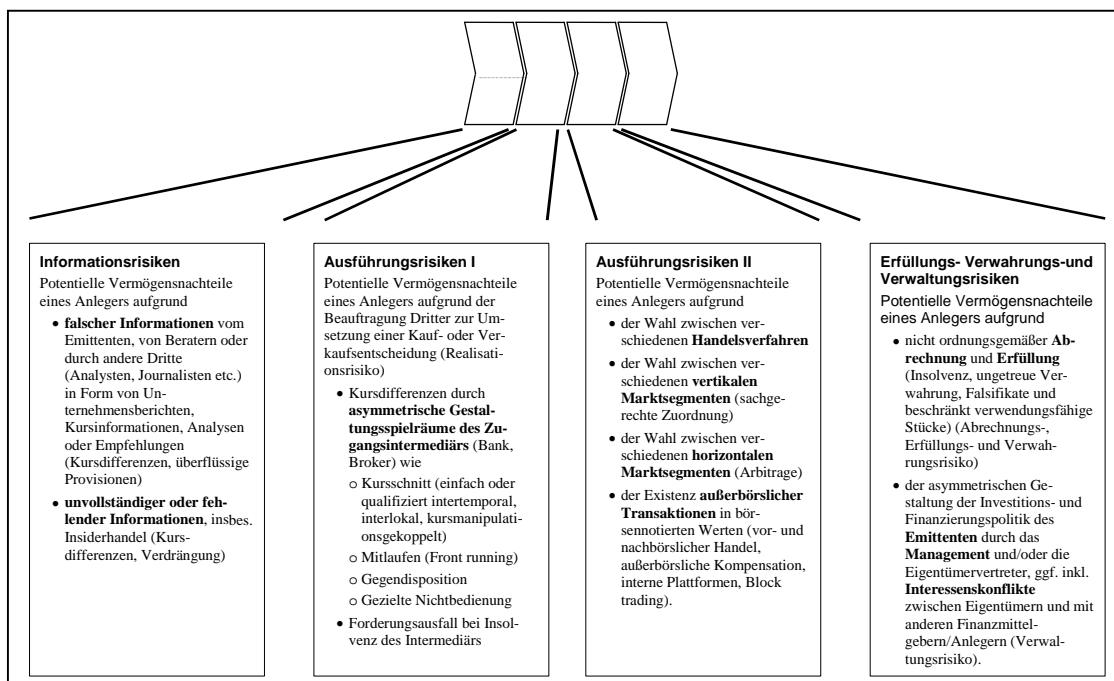 Informationsrisiken
Potentielle Vermögensnachteile
eines Anlegers aufgrund
• falscher Informationen vom
Emittenten, von Beratern oder
durch andere Dritte
(Analysten, Journalisten etc.)
in Form von Un-
ternehmensberichten,
Kursinformationen, Analysen
oder Empfehlungen
(Kursdifferenzen, überflüssige
Provisionen)
• unvollständiger oder feh-
lender Informationen, insbes.
Insiderhandel (Kurs-
differenzen, Verdrängung)
Ausführungsrisiken I
Potentielle Vermögensnachteile
eines Anlegers aufgrund der
Beauftragung Dritter zur Um-
setzung einer Kauf- oder Ver-
kaufsentscheidung (Realisati-
onsrisiko)
• Kursdifferenzen durch
asymmetrische Gestal-
tungsspielräume des Zu-
gangsintermediärs (Bank,
Broker) wie
o Kursschnitt (einfach oder
qualifiziert intertemporal,
interlokal, kursmanipulati-
onsgekoppelt)
o Mitlaufen (Front running)
o Gegendisposition
o Gezielte Nichtbedienung
• Forderungsausfall bei Insol-
venz des Intermediärs
Ausführungsrisiken II
Potentielle Vermögensnachteile
eines Anlegers aufgrund
• der Wahl zwischen ver-
schiedenen Handelsverfahren
• der Wahl zwischen ver-
schiedenen vertikalen
Marktsegmenten (sachge-
rechte Zuordnung)
• der Wahl zwischen ver-
schiedenen horizontalen
Marktsegmenten (Arbitrage)
• der Existenz außerbörslicher
Transaktionen in bör-
sennotierten Werten (vor- und
nachbörslicher Handel,
außerbörsliche Kompensation,
interne Plattformen, Block
trading).
Erfüllungs- Verwahrungs-und
Verwaltungsrisiken
Potentielle Vermögensnachteile
eines Anlegers aufgrund
• nicht ordnungsgemäßer Ab-
rechnung und Erfüllung
(Insolvenz, ungetreue Ver-
wahrung, Falsifikate und
beschränkt verwendungsfähige
Stücke) (Abrechnungs-,
Erfüllungs- und Verwah-
rungsrisiko)
• der asymmetrischen Ge-
staltung der Investitions- und
Finanzierungspolitik des
Emittenten durch das
Management und/oder die
Eigentümervertreter, ggf. inkl.
Interessenskonflikte
zwischen Eigentümern und mit
anderen Finanzmittel-
gebern/Anlegern (Verwal-
tungsrisiko).